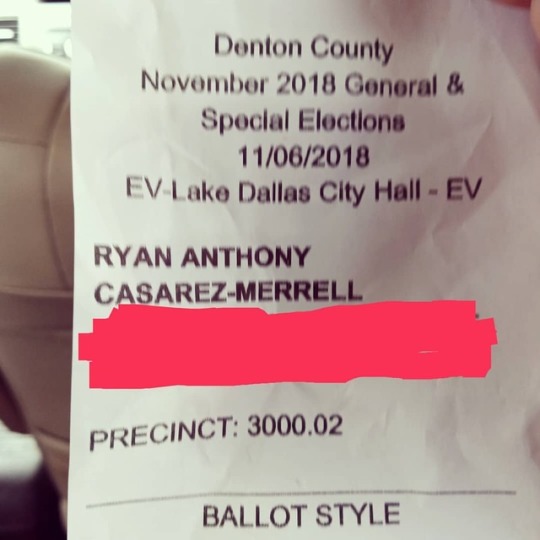 Denton County
November 2018 General &
Special Elections
11/06/2018
EV-Lake Dallas City Hall - EV
RYAN ANTHONY
CASAREZ-MERRELL
PRECINCT: 3000.02
BALLOT STYLE